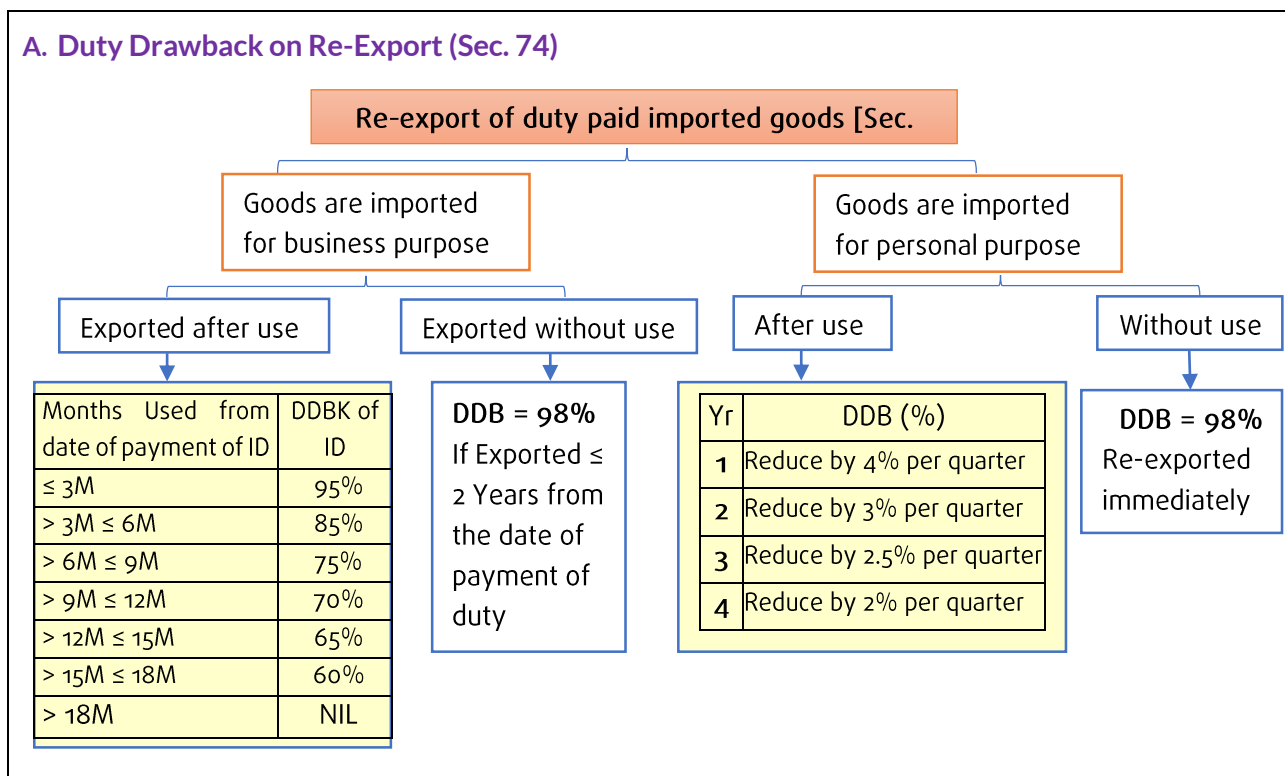 A. Duty Drawback on Re-Export (Sec. 74)
Re-export of duty paid imported goods [Sec.
Goods are imported
for business purpose
Goods are imported
for personal purpose
Exported after use
Exported without use
After use
Without use
Months Used from
date of payment of ID
DDBK of
ID
≤ 3M 95%
> 3M ≤ 6M 85%
> 6M ≤ 9M 75%
> 9M ≤ 12M 70%
> 12M ≤ 15M 65%
> 15M ≤ 18M 60%
> 18M NIL
DDB = 98%
If Exported ≤
2 Years from
the date of
payment of
duty
Yr DDB (%)
1 Reduce by 4% per quarter
2 Reduce by 3% per quarter
3 Reduce by 2.5% per quarter
4 Reduce by 2% per quarter
DDB = 98%
Re-exported
immediately